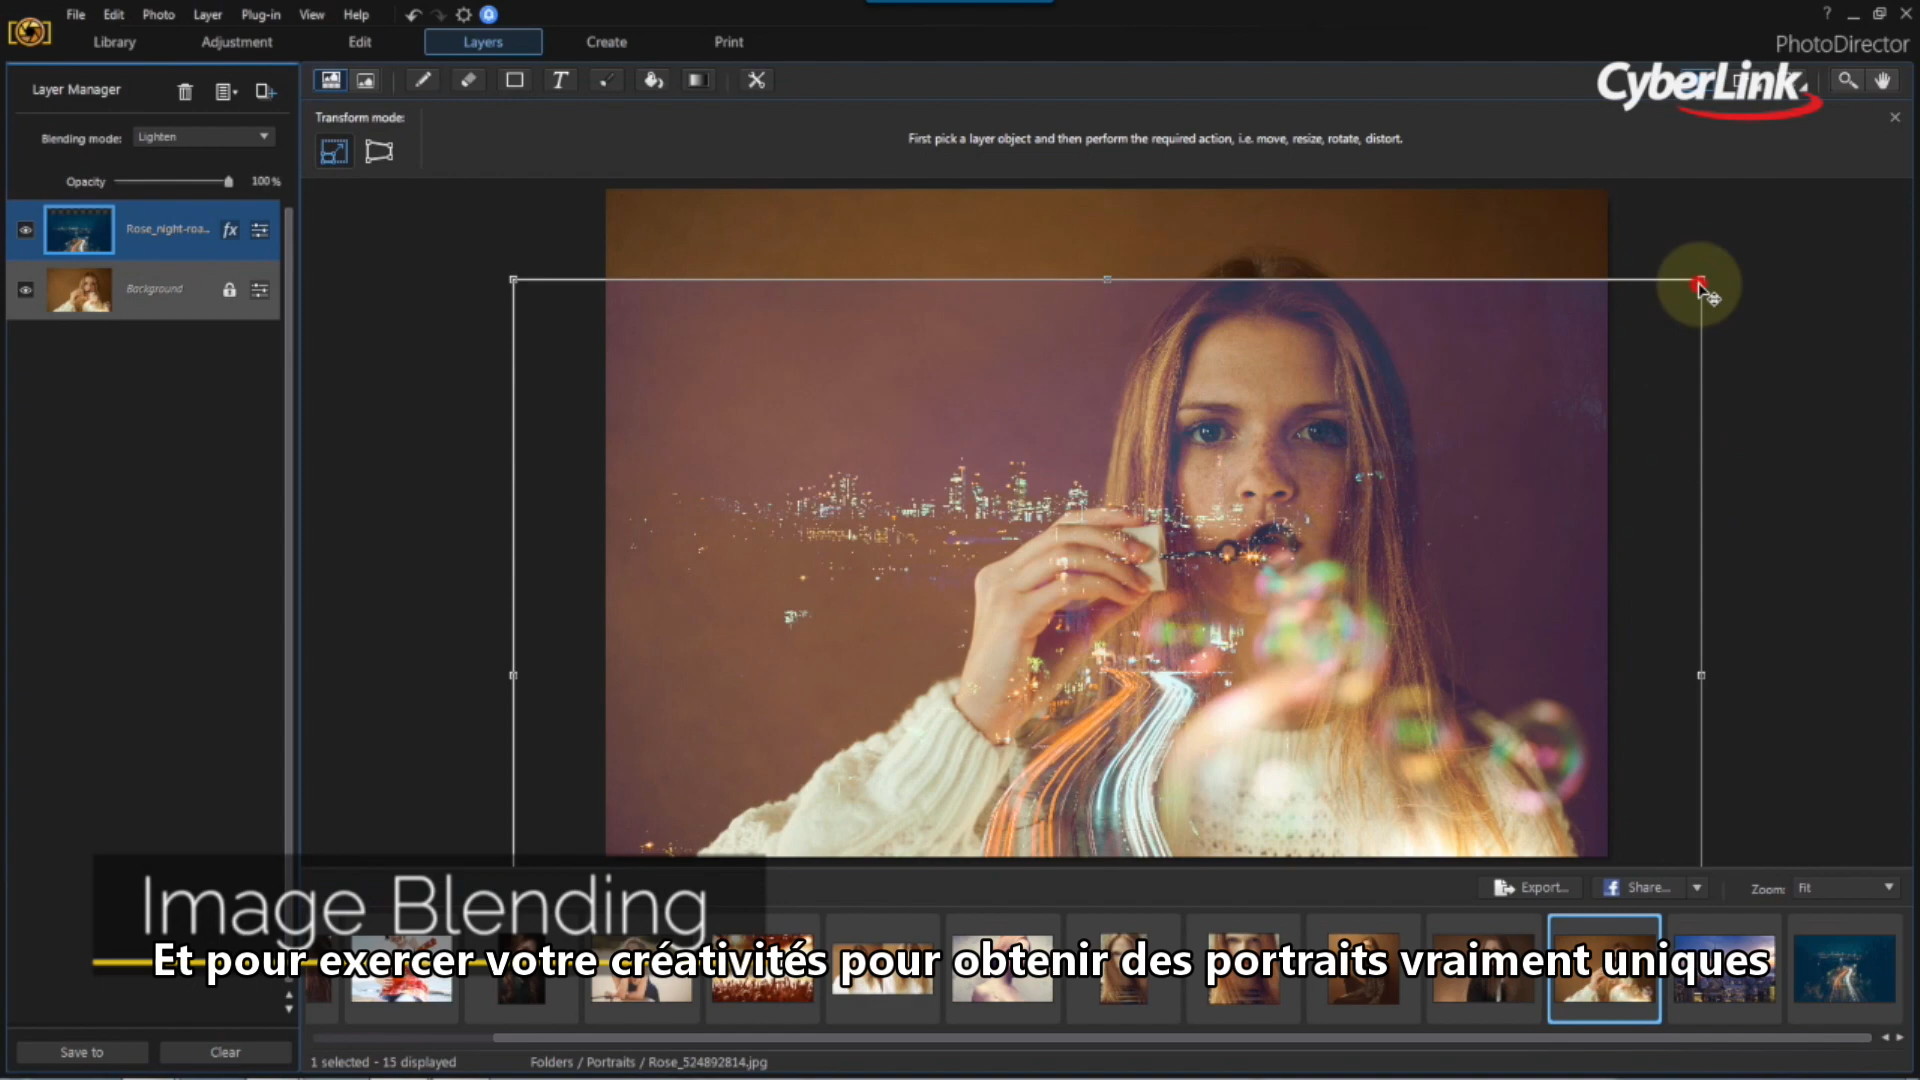 File Edit Photo Layer Plug-in View Help
?
PhotoDirector
Library Adjustment Edit Layers Create Print
CyberLink
Layer Manager
Transform mode:
Blending mode: Lighten
First pick a layer object and then perform the required action, i.e. move, resize, rotate, distort.
Opacity 100%
Rose_night-roa... fx
Background
Export... Share... Zoom: Fit
Image Blending
Et pour exercer votre créativités pour obtenir des portraits vraiment uniques
Save to Clear
1 selected - 15 displayed Folders / Portraits / Rose_524892814.jpg